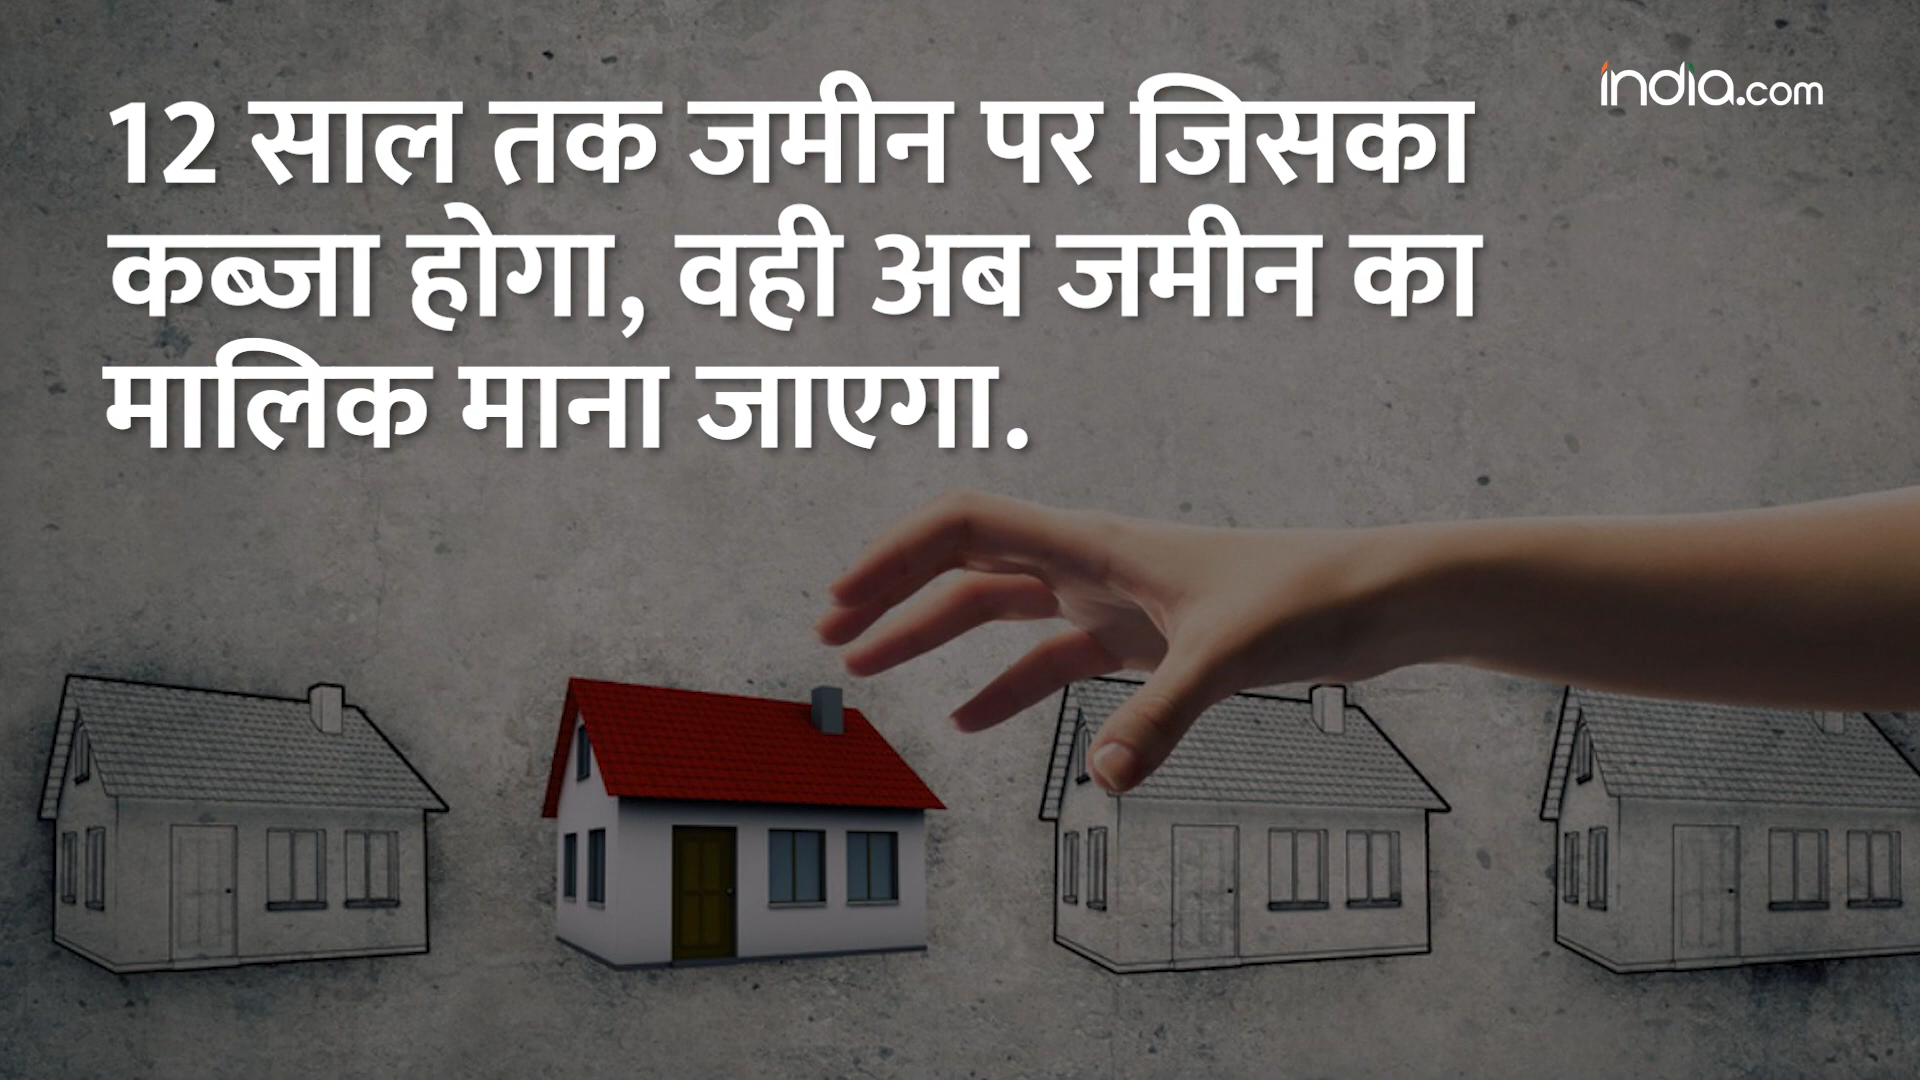 india.com
12 साल तक जमीन पर जिसका
कब्जा होगा, वही अब जमीन का
मालिक माना जाएगा.